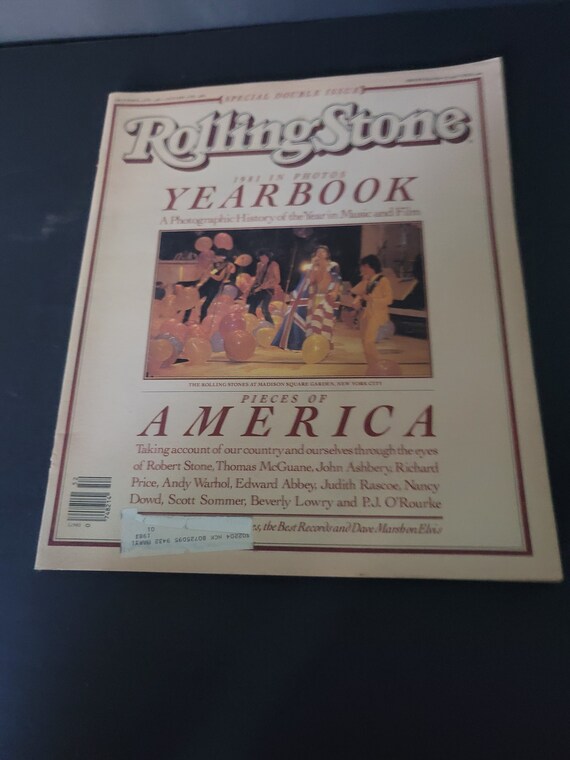 SPECIAL DOUBLE ISSUE
RollingStone
1981 IN PHOTOS
YEARBOOK
A Photographic History of the Year in Music and Film
THE ROLLING STONES AT MADISON SQUARE GARDEN, NEW YORK CITY
PIECES OF
AMERICA
Taking account of our country and ourselves through the eyes
of Robert Stone, Thomas McGuane, John Ashbery, Richard
Price, Andy Warhol, Edward Abbey, Judith Rascoe, Nancy
Dowd, Scott Sommer, Beverly Lowry and P.J. O'Rourke
the Best Records and Dave Marsh on Elvis